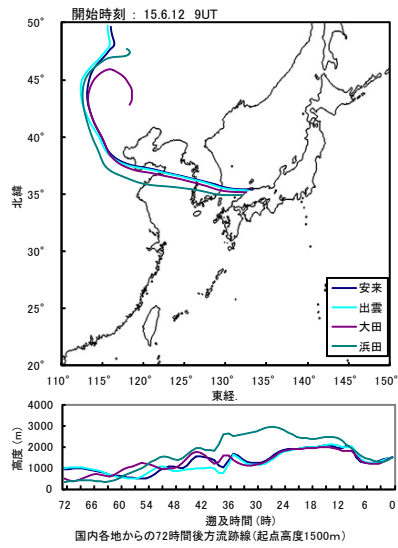 開始時刻 : 15.6.12 9UT
50°
45°
40°
35°
30°
25°
20°
北緯
安来
出雲
大田
浜田
110° 115° 120° 125° 130° 135° 140° 145° 150°
東経.
4000
3000
2000
1000
0
高度 (m)
72 66 60 54 48 42 36 30 24 18 12 6 0
遡及時間 (時)
国内各地からの72時間後方流跡線(起点高度1500m)